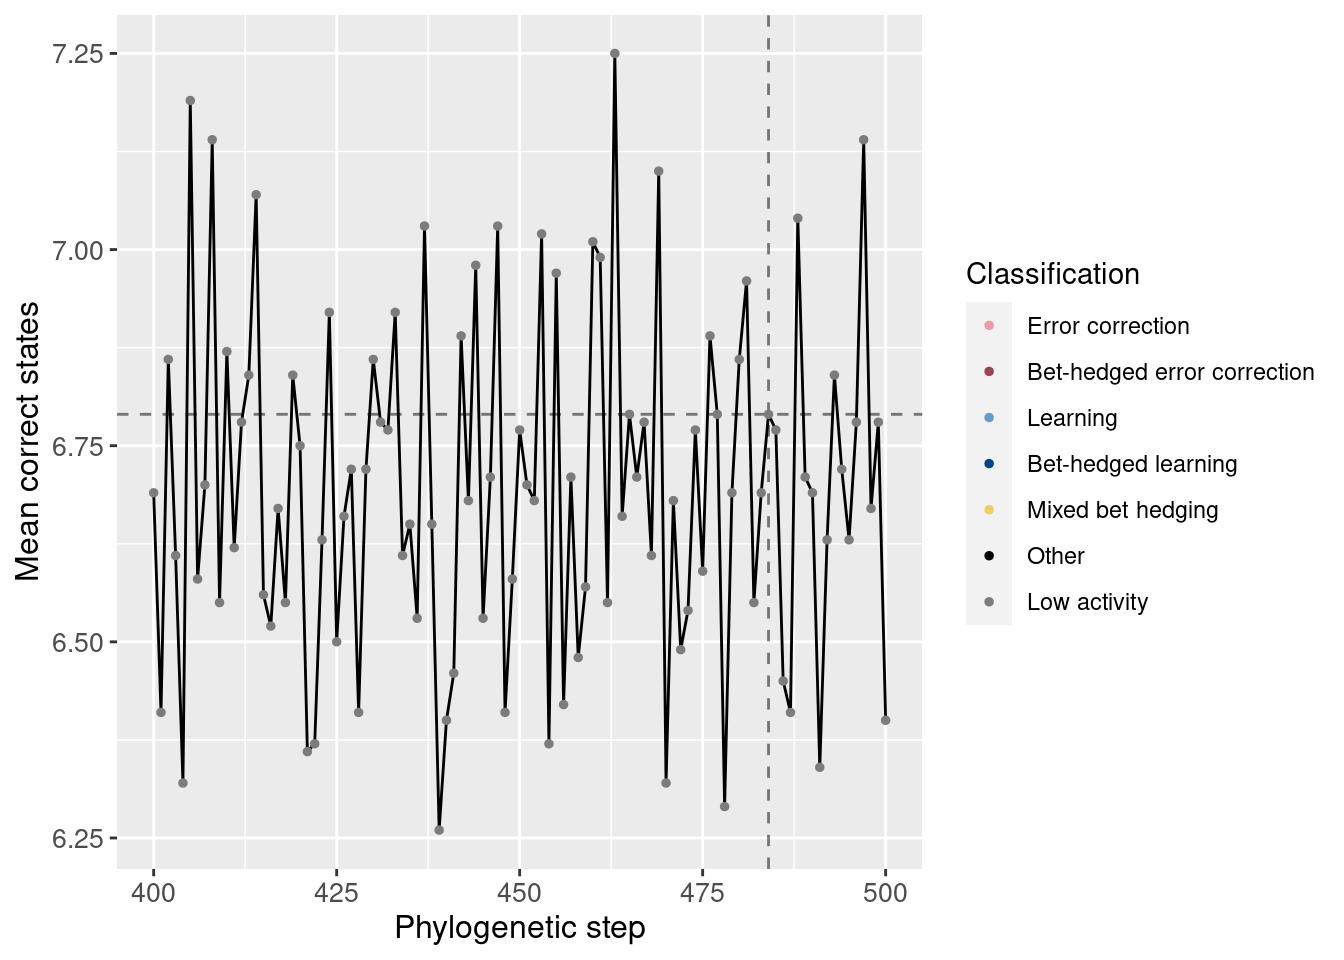 7.25
7.00
6.75
6.50
6.25
Mean correct states
400
425
450
475
500
Phylogenetic step
Classification
Error correction
Bet-hedged error correction
Learning
Bet-hedged learning
Mixed bet hedging
Other
Low activity